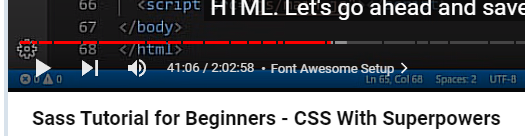 66 <script
HTML. Let's go ahead and save
67 </body>
68 </html>
41:06 / 2:02:58 • Font Awesome Setup >
0 0 Ln 65, Col 68 Spaces: 2 UTF-8
Sass Tutorial for Beginners - CSS With Superpowers